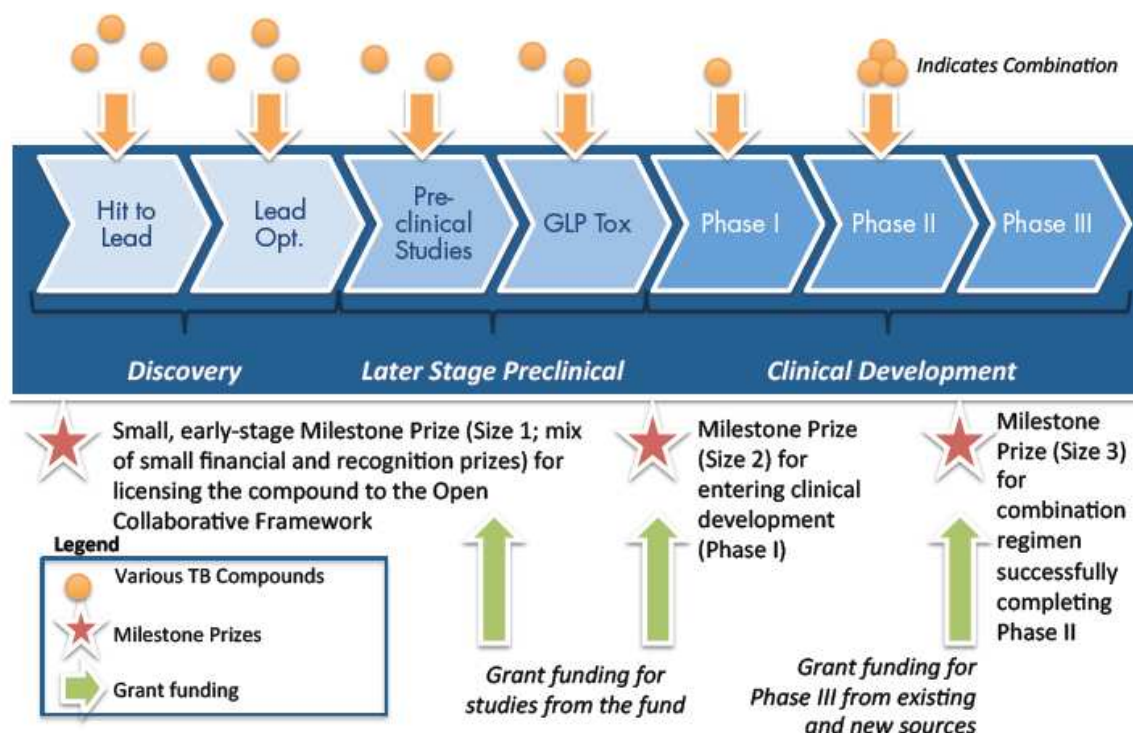 Indicates Combination
Hit to
Lead
Lead
Opt.
Pre-
clinical
Studies
GLP Tox
Phase I
Phase II
Phase III
Discovery
Later Stage Preclinical
Clinical Development
Small, early-stage Milestone Prize (Size 1; mix
of small financial and recognition prizes) for
licensing the compound to the Open
Collaborative Framework
Milestone Prize
(Size 2) for
entering clinical
development
(Phase I)
Milestone
Prize (Size 3)
for
combination
regimen
successfully
completing
Phase II
Legend
Various TB Compounds
Milestone Prizes
Grant funding
Grant funding for
studies from the fund
Grant funding for
Phase III from existing
and new sources